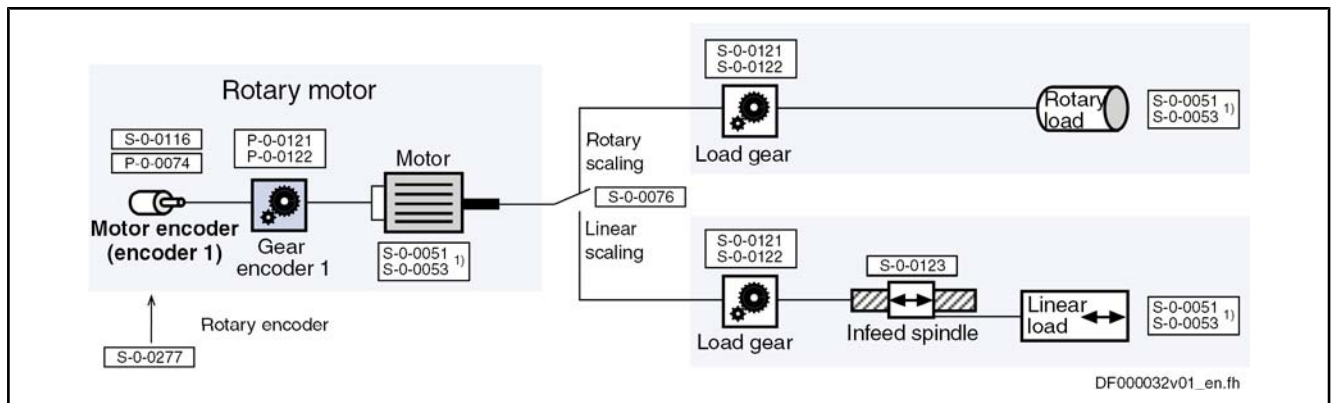 Rotary motor
S-0-0116
P-0-0074
P-0-0121
P-0-0122
Motor
Motor encoder
(encoder 1)
Gear
encoder 1
S-0-0051
S-0-0053 1)
Rotary encoder
S-0-0277
Rotary
scaling
S-0-0076
Linear
scaling
S-0-0121
S-0-0122
Load gear
Rotary
load
S-0-0051
S-0-0053 1)
S-0-0121
S-0-0122
Load gear
S-0-0123
Infeed spindle
Linear
load
S-0-0051
S-0-0053 1)
DF000032v01_en.fh